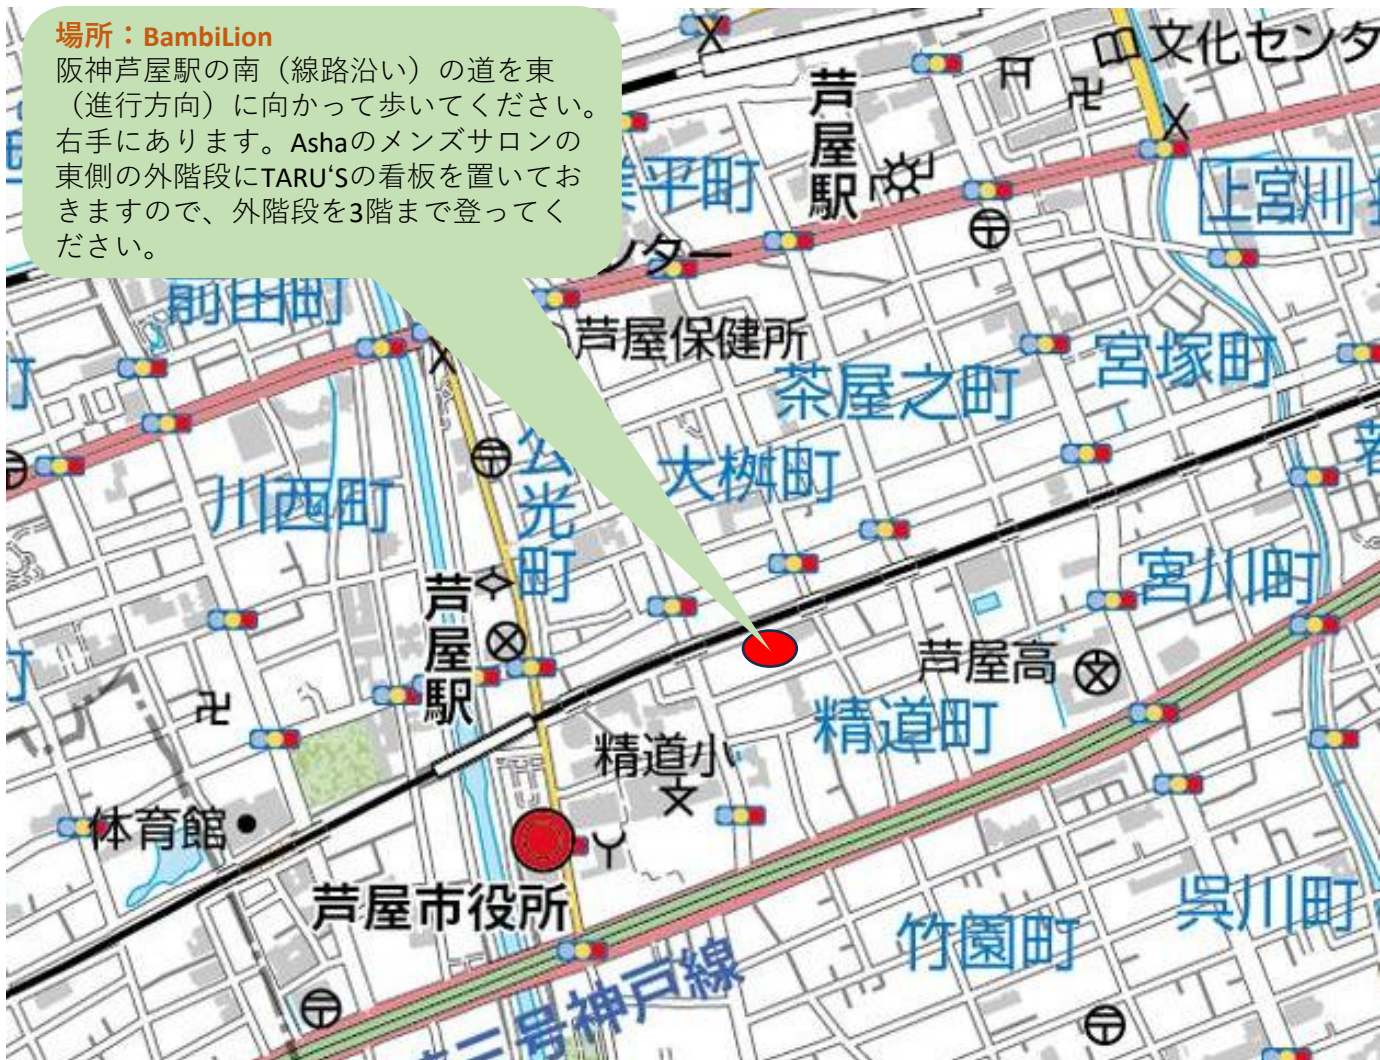 場所：BambiLion
阪神芦屋駅の南（線路沿い）の道を東
（進行方向）に向かって歩いてください。
右手にあります。Ashaのメンズサロンの
東側の外階段にTARU‘Sの看板を置いてお
きますので、外階段を3階まで登ってく
ださい。
文化センタ
芦屋駅
平町
上宮川
ンター
前田町
芦屋保健所
宮塚町
茶屋之町
町
公光町
大桝町
川西町
宮川町
芦屋駅
芦屋高
町
精道町
精道小
体育館
芦屋市役所
呉川町
竹園町
三号神戸線